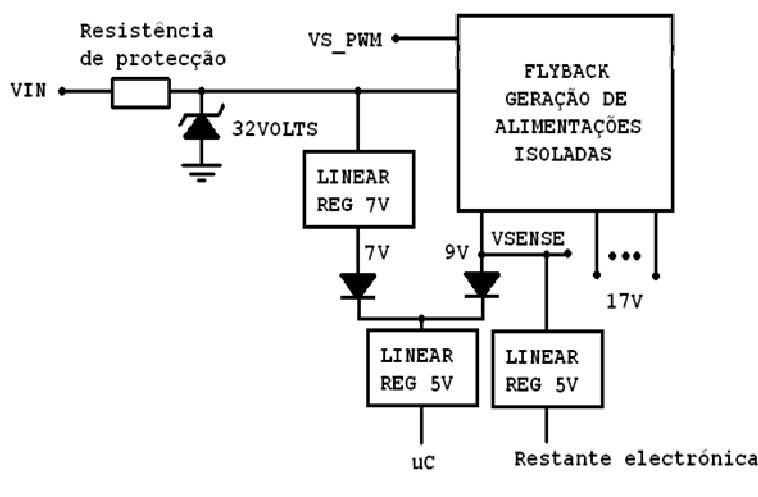 Resistência
de protecção
VS_PWM
FLYBACK
GERAÇÃO DE
ALIMENTAÇÕES
ISOLADAS
VIN
32VOLTS
LINEAR
REG 7V
7V
9V
VSENSE
17V
LINEAR
REG 5V
LINEAR
REG 5V
uC
Restante electrónica